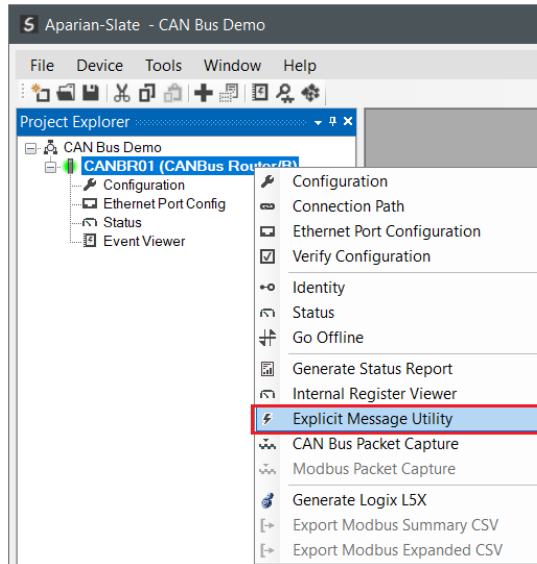 S Aparian-Slate - CAN Bus Demo
File Device Tools Window Help
Project Explorer
CAN Bus Demo
CANBR01 (CANBus Router/B)
Configuration
Ethernet Port Config
Status
Event Viewer
Configuration
Connection Path
Ethernet Port Configuration
Verify Configuration
Identity
Status
Go Offline
Generate Status Report
Internal Register Viewer
Explicit Message Utility
CAN Bus Packet Capture
Modbus Packet Capture
Generate Logix L5X
Export Modbus Summary CSV
Export Modbus Expanded CSV